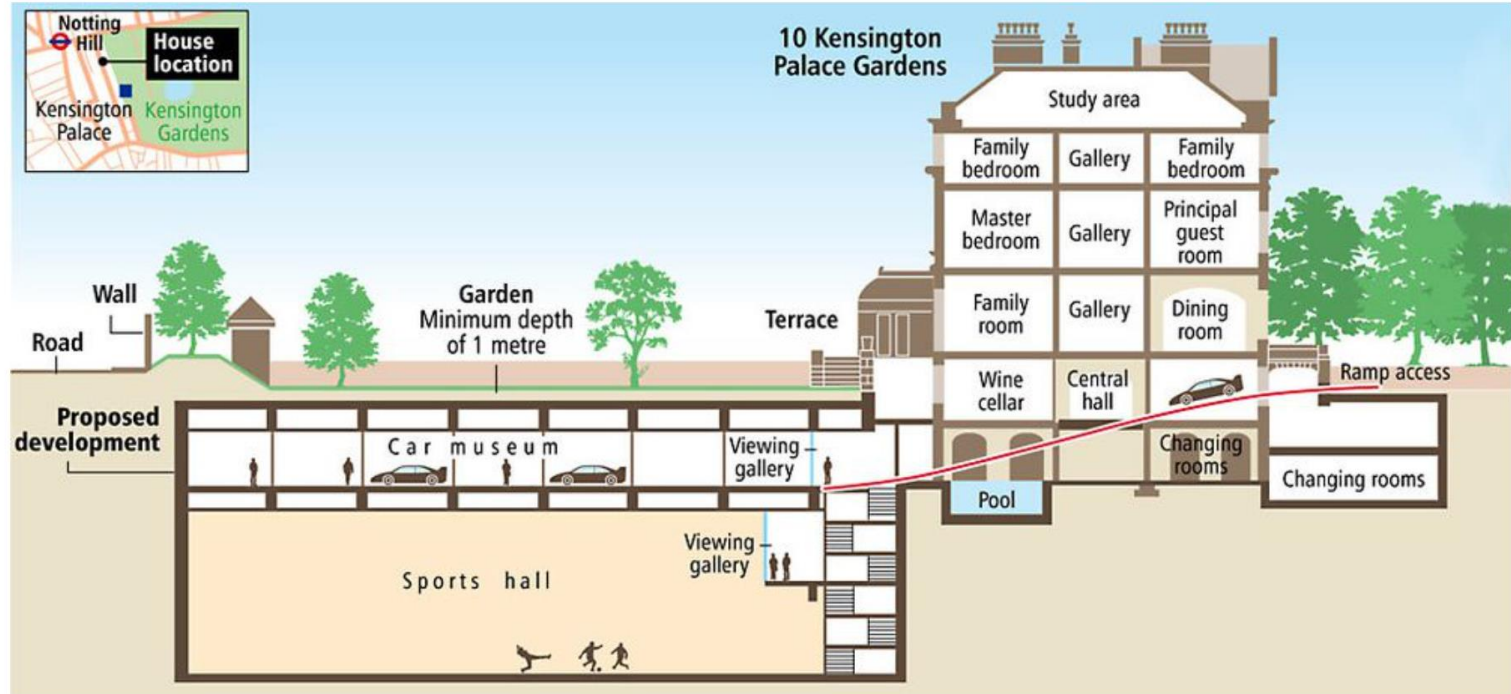 Notting
Hill
House
location
Kensington
Palace
Kensington
Gardens
10 Kensington
Palace Gardens
Study area
Family
bedroom
Gallery
Family
bedroom
Master
bedroom
Gallery
Principal
guest
room
Wall
Road
Garden
Minimum depth
of 1 metre
Terrace
Family
room
Gallery
Dining
room
Ramp access
Wine
cellar
Central
hall
Proposed
development
Car museum
Viewing
gallery
Changing
rooms
Changing rooms
Pool
Viewing
gallery
Sports hall